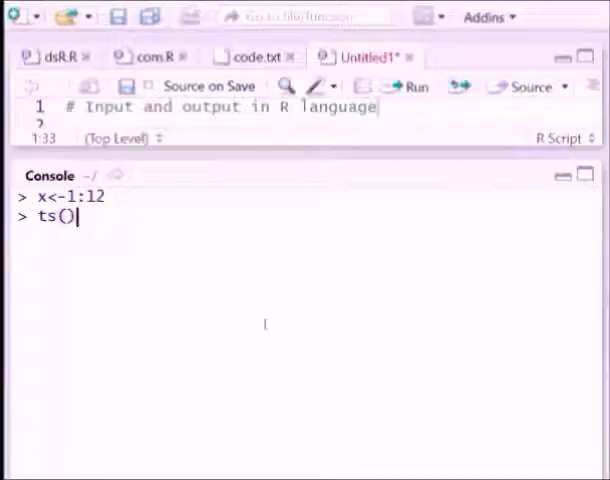 Go to file/function
Addins
dsR.R
com.R
code.txt
Untitled1*
Source on Save
Run
Source
1 # Input and output in R language
2
1:33 (Top Level) R Script
Console ~/
> x<-1:12
> ts()